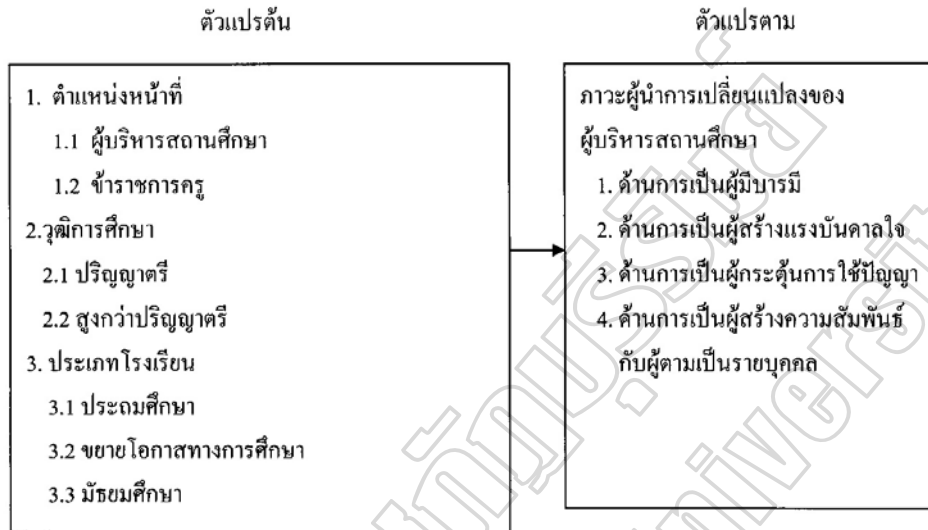 ตัวแปรต้น
ตัวแปรตาม
1. ตำแหน่งหน้าที่
1.1 ผู้บริหารสถานศึกษา
1.2 ข้าราชการครู
2.วุฒิการศึกษา
2.1 ปริญญาตรี
2.2 สูงกว่าปริญญาตรี
3. ประเภทโรงเรียน
3.1 ประถมศึกษา
3.2 ขยายโอกาสทางการศึกษา
3.3 มัธยมศึกษา
ภาวะผู้นำการเปลี่ยนแปลงของ
ผู้บริหารสถานศึกษา
1. ด้านการเป็นผู้มีบารมี
2. ด้านการเป็นผู้สร้างแรงบันดาลใจ
3. ด้านการเป็นผู้กระตุ้นการใช้ปัญญา
4. ด้านการเป็นผู้สร้างความสัมพันธ์
กับผู้ตามเป็นรายบุคคล